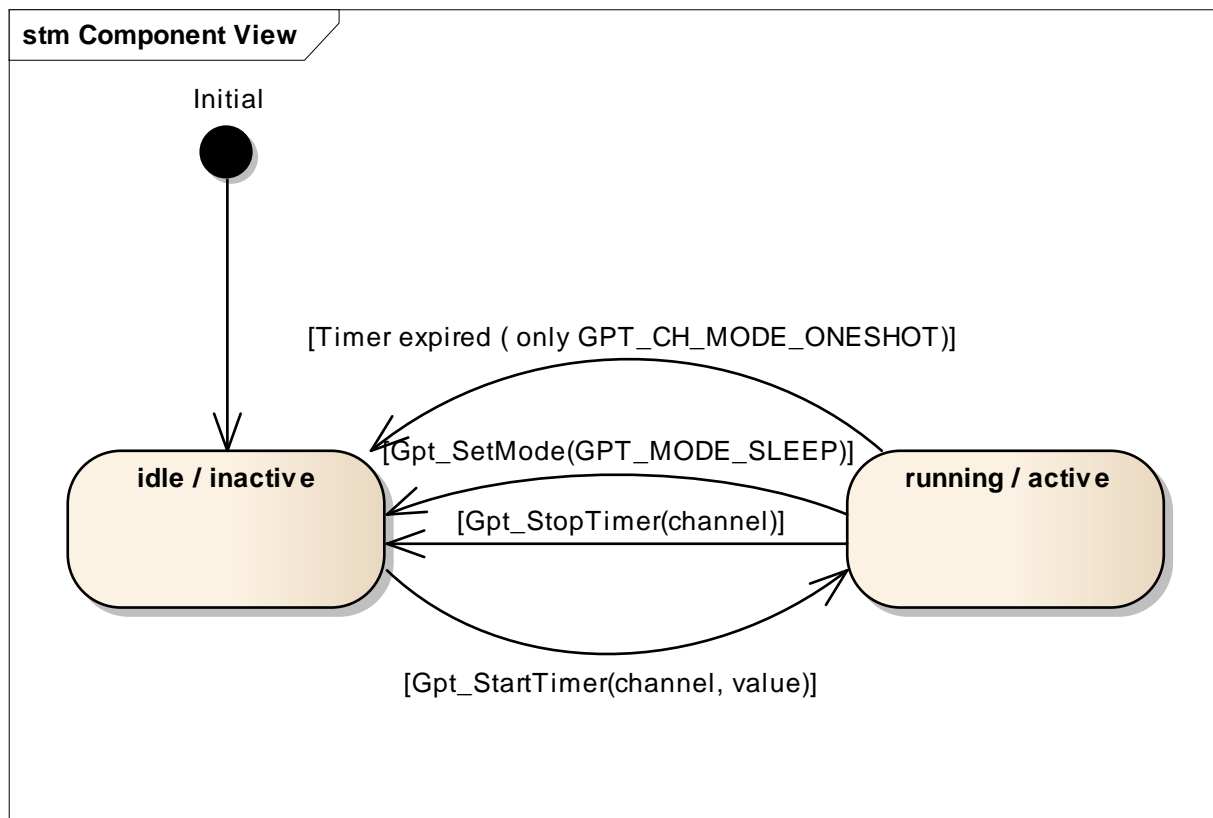 stm Component View
Initial
[Timer expired ( only GPT_CH_MODE_ONESHOT)]
[Gpt_SetMode(GPT_MODE_SLEEP)]
idle / inactive
running / active
[Gpt_StopTimer(channel)]
[Gpt_StartTimer(channel, value)]